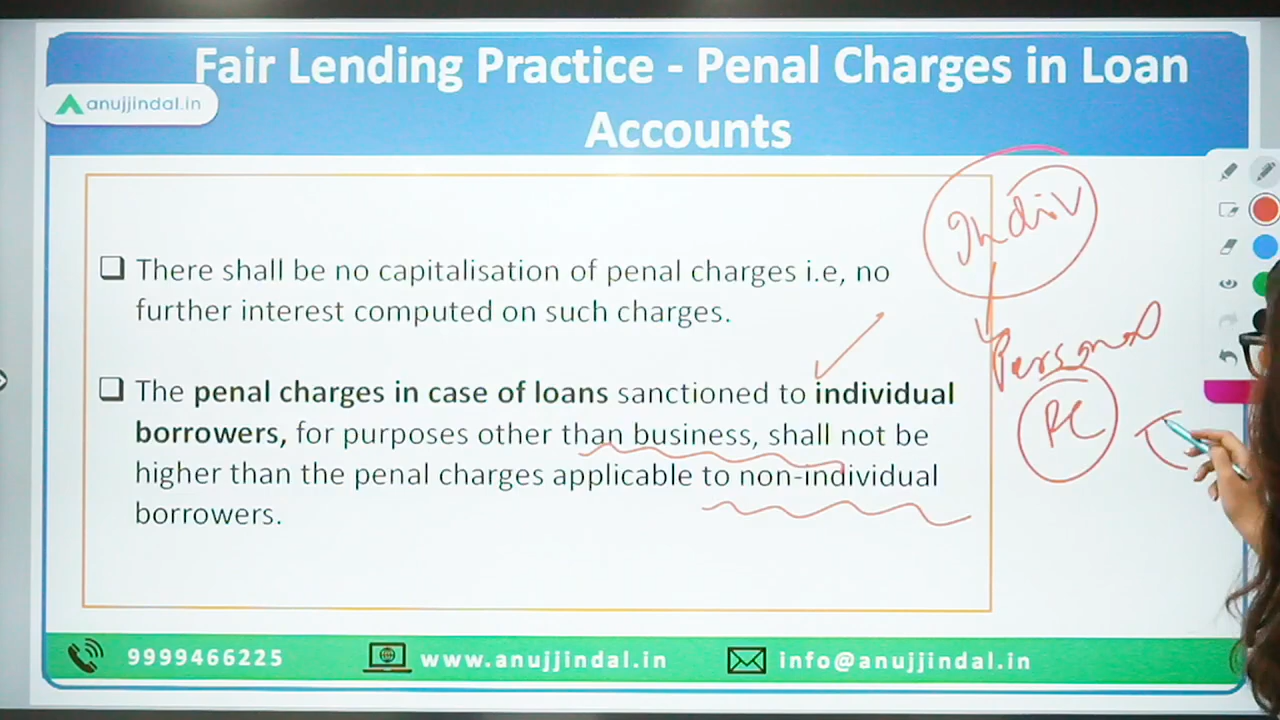 Fair Lending Practice - Penal Charges in Loan
Accounts
anujjindal.in
There shall be no capitalisation of penal charges i.e, no
further interest computed on such charges.
The penal charges in case of loans sanctioned to individual
borrowers, for purposes other than business, shall not be
higher than the penal charges applicable to non-individual
borrowers.
Indiv
Personal
PC
9999466225
www.anujjindal.in
info@anujjindal.in